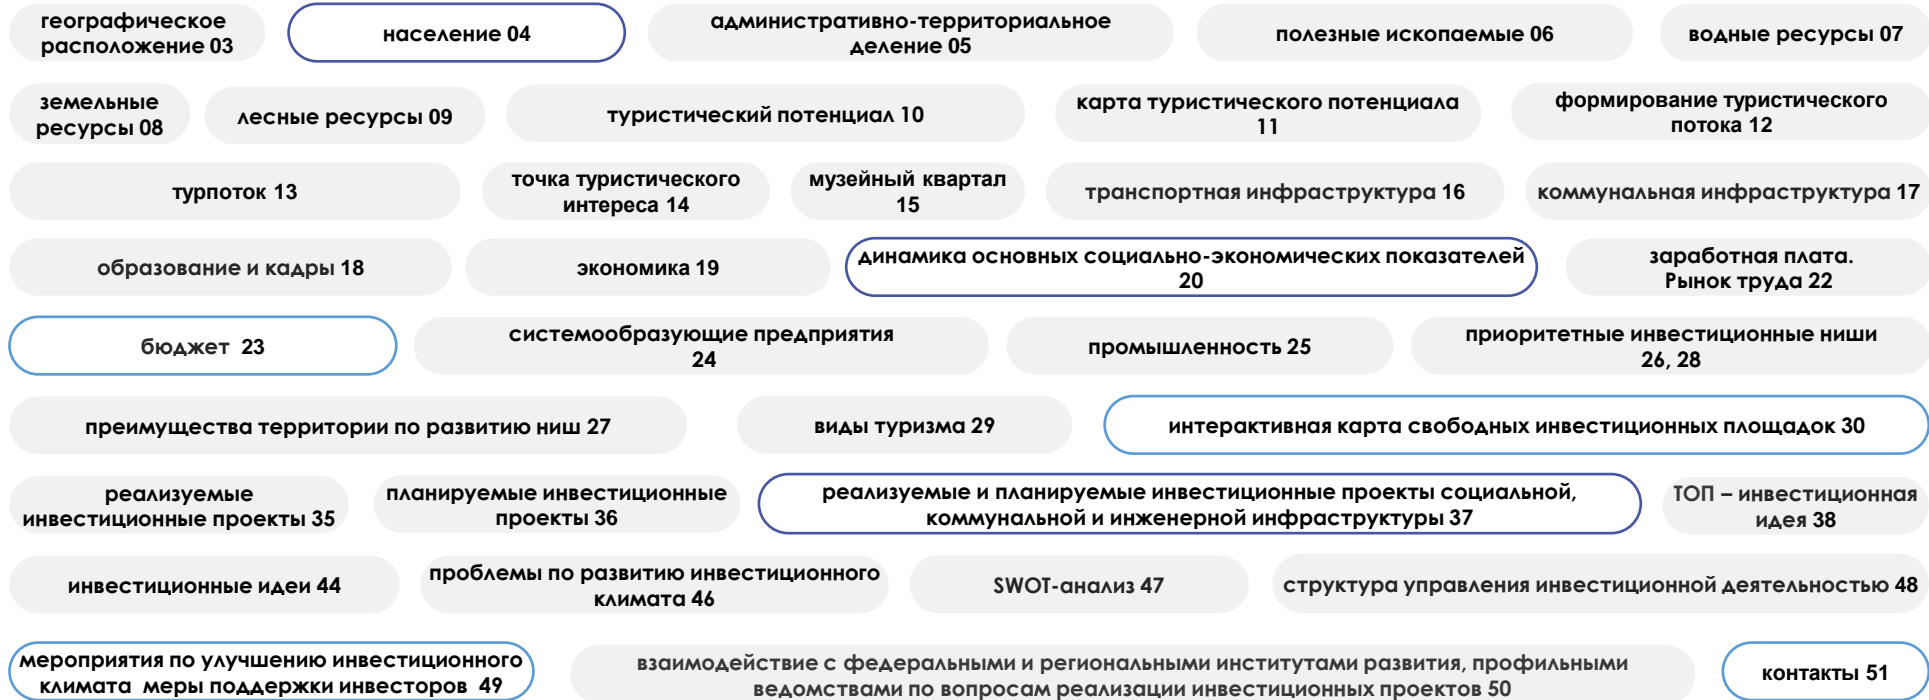 географическое
расположение 03
население 04
административно-территориальное
деление 05
полезные ископаемые 06
водные ресурсы 07
земельные
ресурсы 08
лесные ресурсы 09
туристический потенциал 10
карта туристического потенциала
11
формирование туристического
потока 12
турпоток 13
точка туристического
интереса 14
музейный квартал
15
транспортная инфраструктура 16
коммунальная инфраструктура 17
образование и кадры 18
экономика 19
динамика основных социально-экономических показателей
20
заработная плата.
Рынок труда 22
бюджет 23
системообразующие предприятия
24
промышленность 25
приоритетные инвестиционные ниши
26, 28
преимущества территории по развитию ниш 27
виды туризма 29
интерактивная карта свободных инвестиционных площадок 30
реализуемые
инвестиционные проекты 35
планируемые инвестиционные
проекты 36
реализуемые и планируемые инвестиционные проекты социальной,
коммунальной и инженерной инфраструктуры 37
ТОП – инвестиционная
идея 38
инвестиционные идеи 44
проблемы по развитию инвестиционного
климата 46
SWOT-анализ 47
структура управления инвестиционной деятельностью 48
мероприятия по улучшению инвестиционного
климата меры поддержки инвесторов 49
взаимодействие с федеральными и региональными институтами развития, профильными
ведомствами по вопросам реализации инвестиционных проектов 50
контакты 51